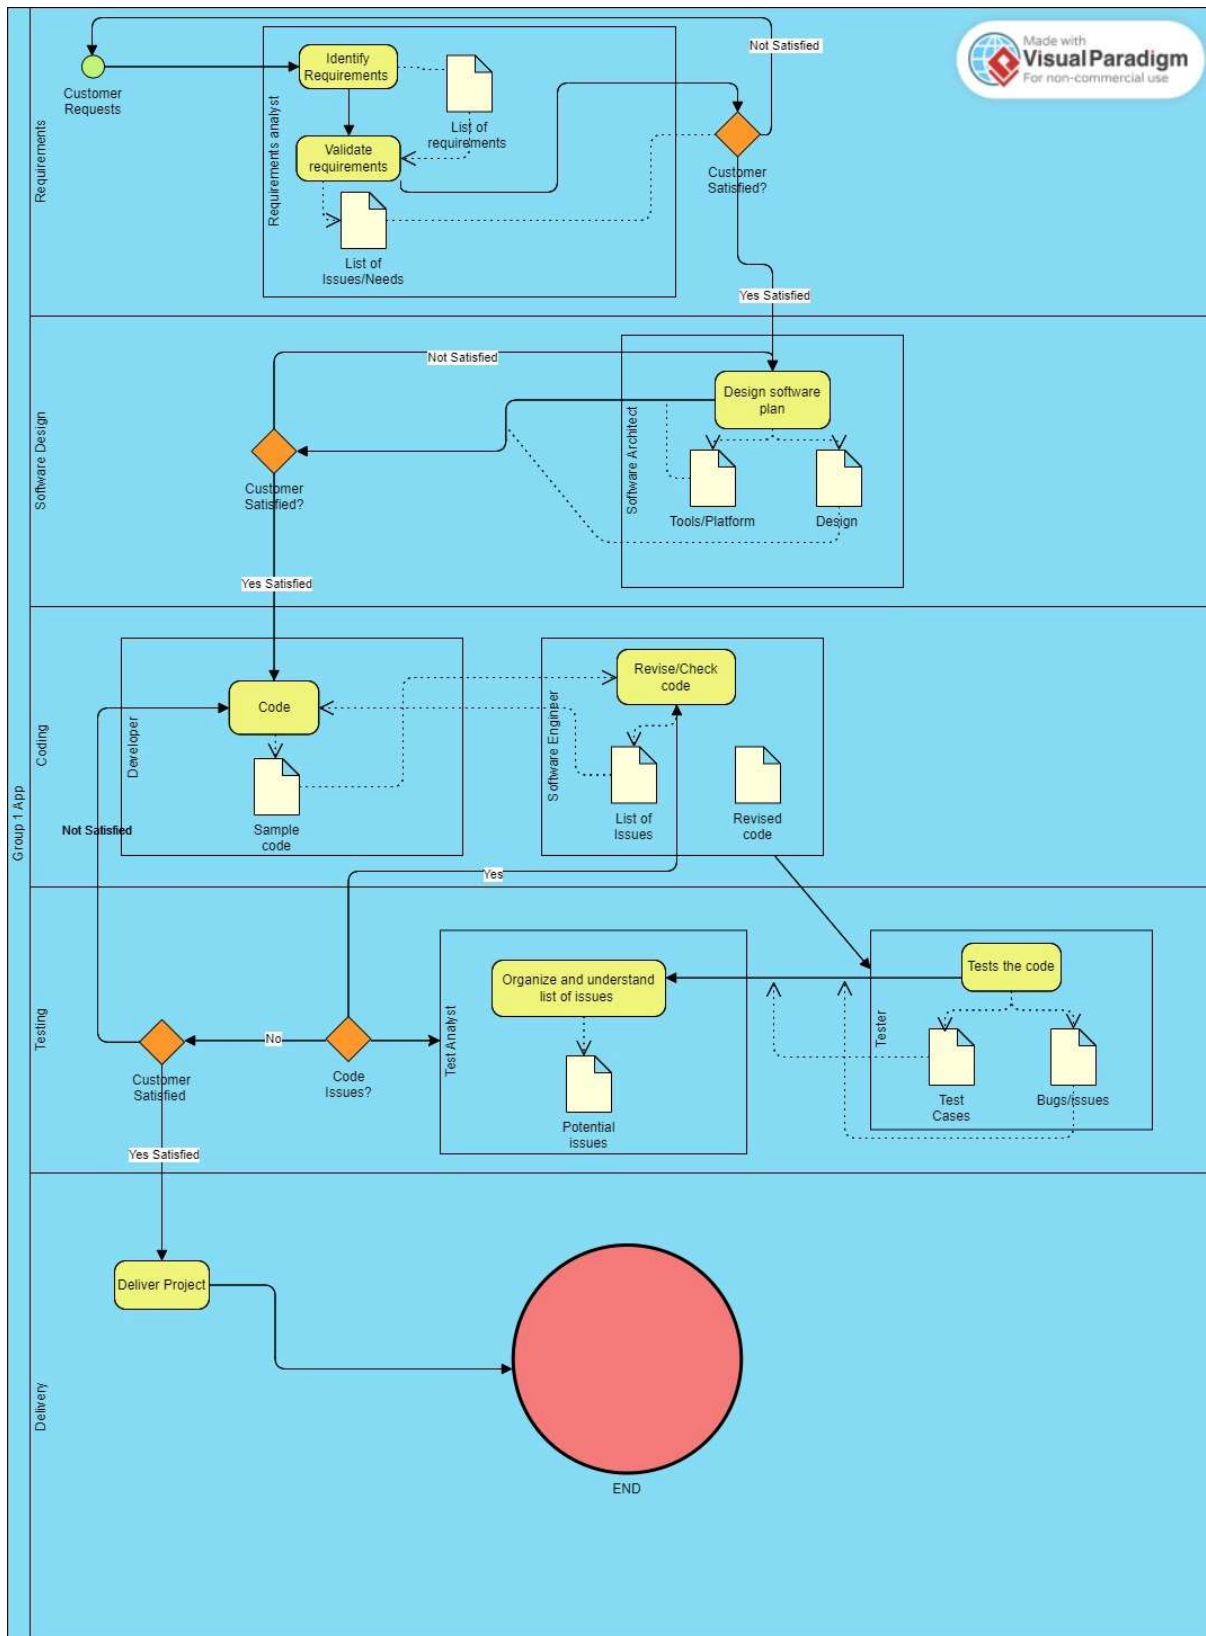 Made with
Visual Paradigm
For non-commercial use
Not Satisfied
Customer
Requests
Identify
Requirements
List of
requirements
Validate
requirements
List of
Issues/Needs
Requirements analyst
Customer
Satisfied?
Yes Satisfied
Requirements
Not Satisfied
Design software
plan
Tools/Platform
Design
Software Architect
Customer
Satisfied?
Yes Satisfied
Software Design
Code
Sample
code
Developer
Revise/Check
code
List of
Issues
Revised
code
Software Engineer
Not Satisfied
Yes
Coding
Group 1 App
Organize and understand
list of issues
Potential
issues
Test Analyst
Tests the code
Test
Cases
Bugs/issues
Tester
No
Code
Issues?
Customer
Satisfied
Yes Satisfied
Testing
Deliver Project
END
Delivery